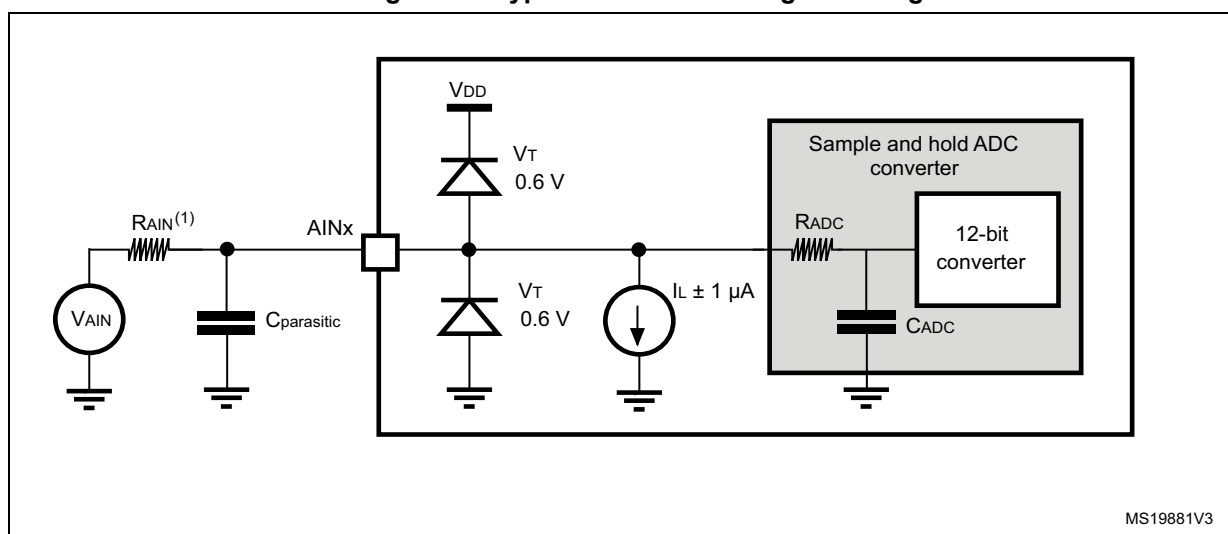 VDD
Sample and hold ADC
converter
VT
0.6 V
RAIN(1)
AINx
RADC
12-bit
converter
VAIN
Cparasitic
VT
0.6 V
IL ± 1 µA
CADC
MS19881V3